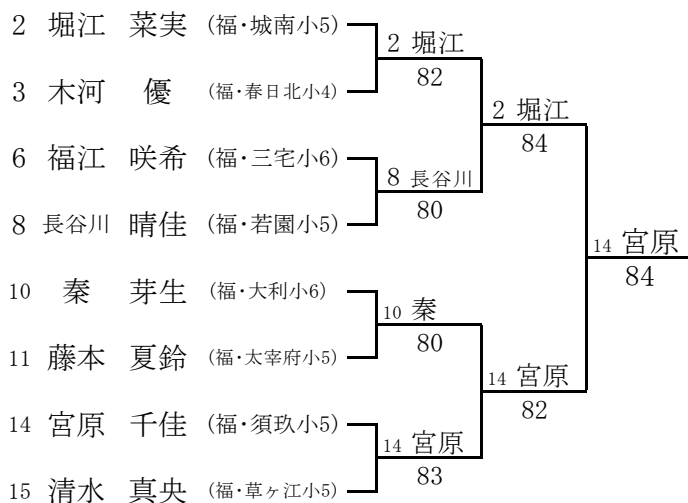 2 堀江 菜実 (福・城南小5)
2 堀江
82
3 木河 優 (福・春日北小4)
2 堀江
84
6 福江 咲希 (福・三宅小6)
8 長谷川
80
8 長谷川 晴佳 (福・若園小5)
14 宮原
84
10 秦 芽生 (福・大利小6)
10 秦
80
11 藤本 夏鈴 (福・太宰府小5)
14 宮原
82
14 宮原 千佳 (福・須玖小5)
14 宮原
83
15 清水 真央 (福・草ヶ江小5)